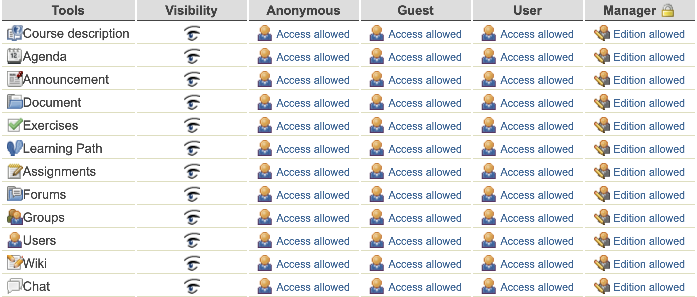 Tools Visibility Anonymous Guest User Manager
Course description Access allowed Access allowed Access allowed Edition allowed
12 Agenda Access allowed Access allowed Access allowed Edition allowed
Announcement Access allowed Access allowed Access allowed Edition allowed
Document Access allowed Access allowed Access allowed Edition allowed
Exercises Access allowed Access allowed Access allowed Edition allowed
Learning Path Access allowed Access allowed Access allowed Edition allowed
Assignments Access allowed Access allowed Access allowed Edition allowed
Forums Access allowed Access allowed Access allowed Edition allowed
Groups Access allowed Access allowed Access allowed Edition allowed
Users Access allowed Access allowed Access allowed Edition allowed
Wiki Access allowed Access allowed Access allowed Edition allowed
Chat Access allowed Access allowed Access allowed Edition allowed